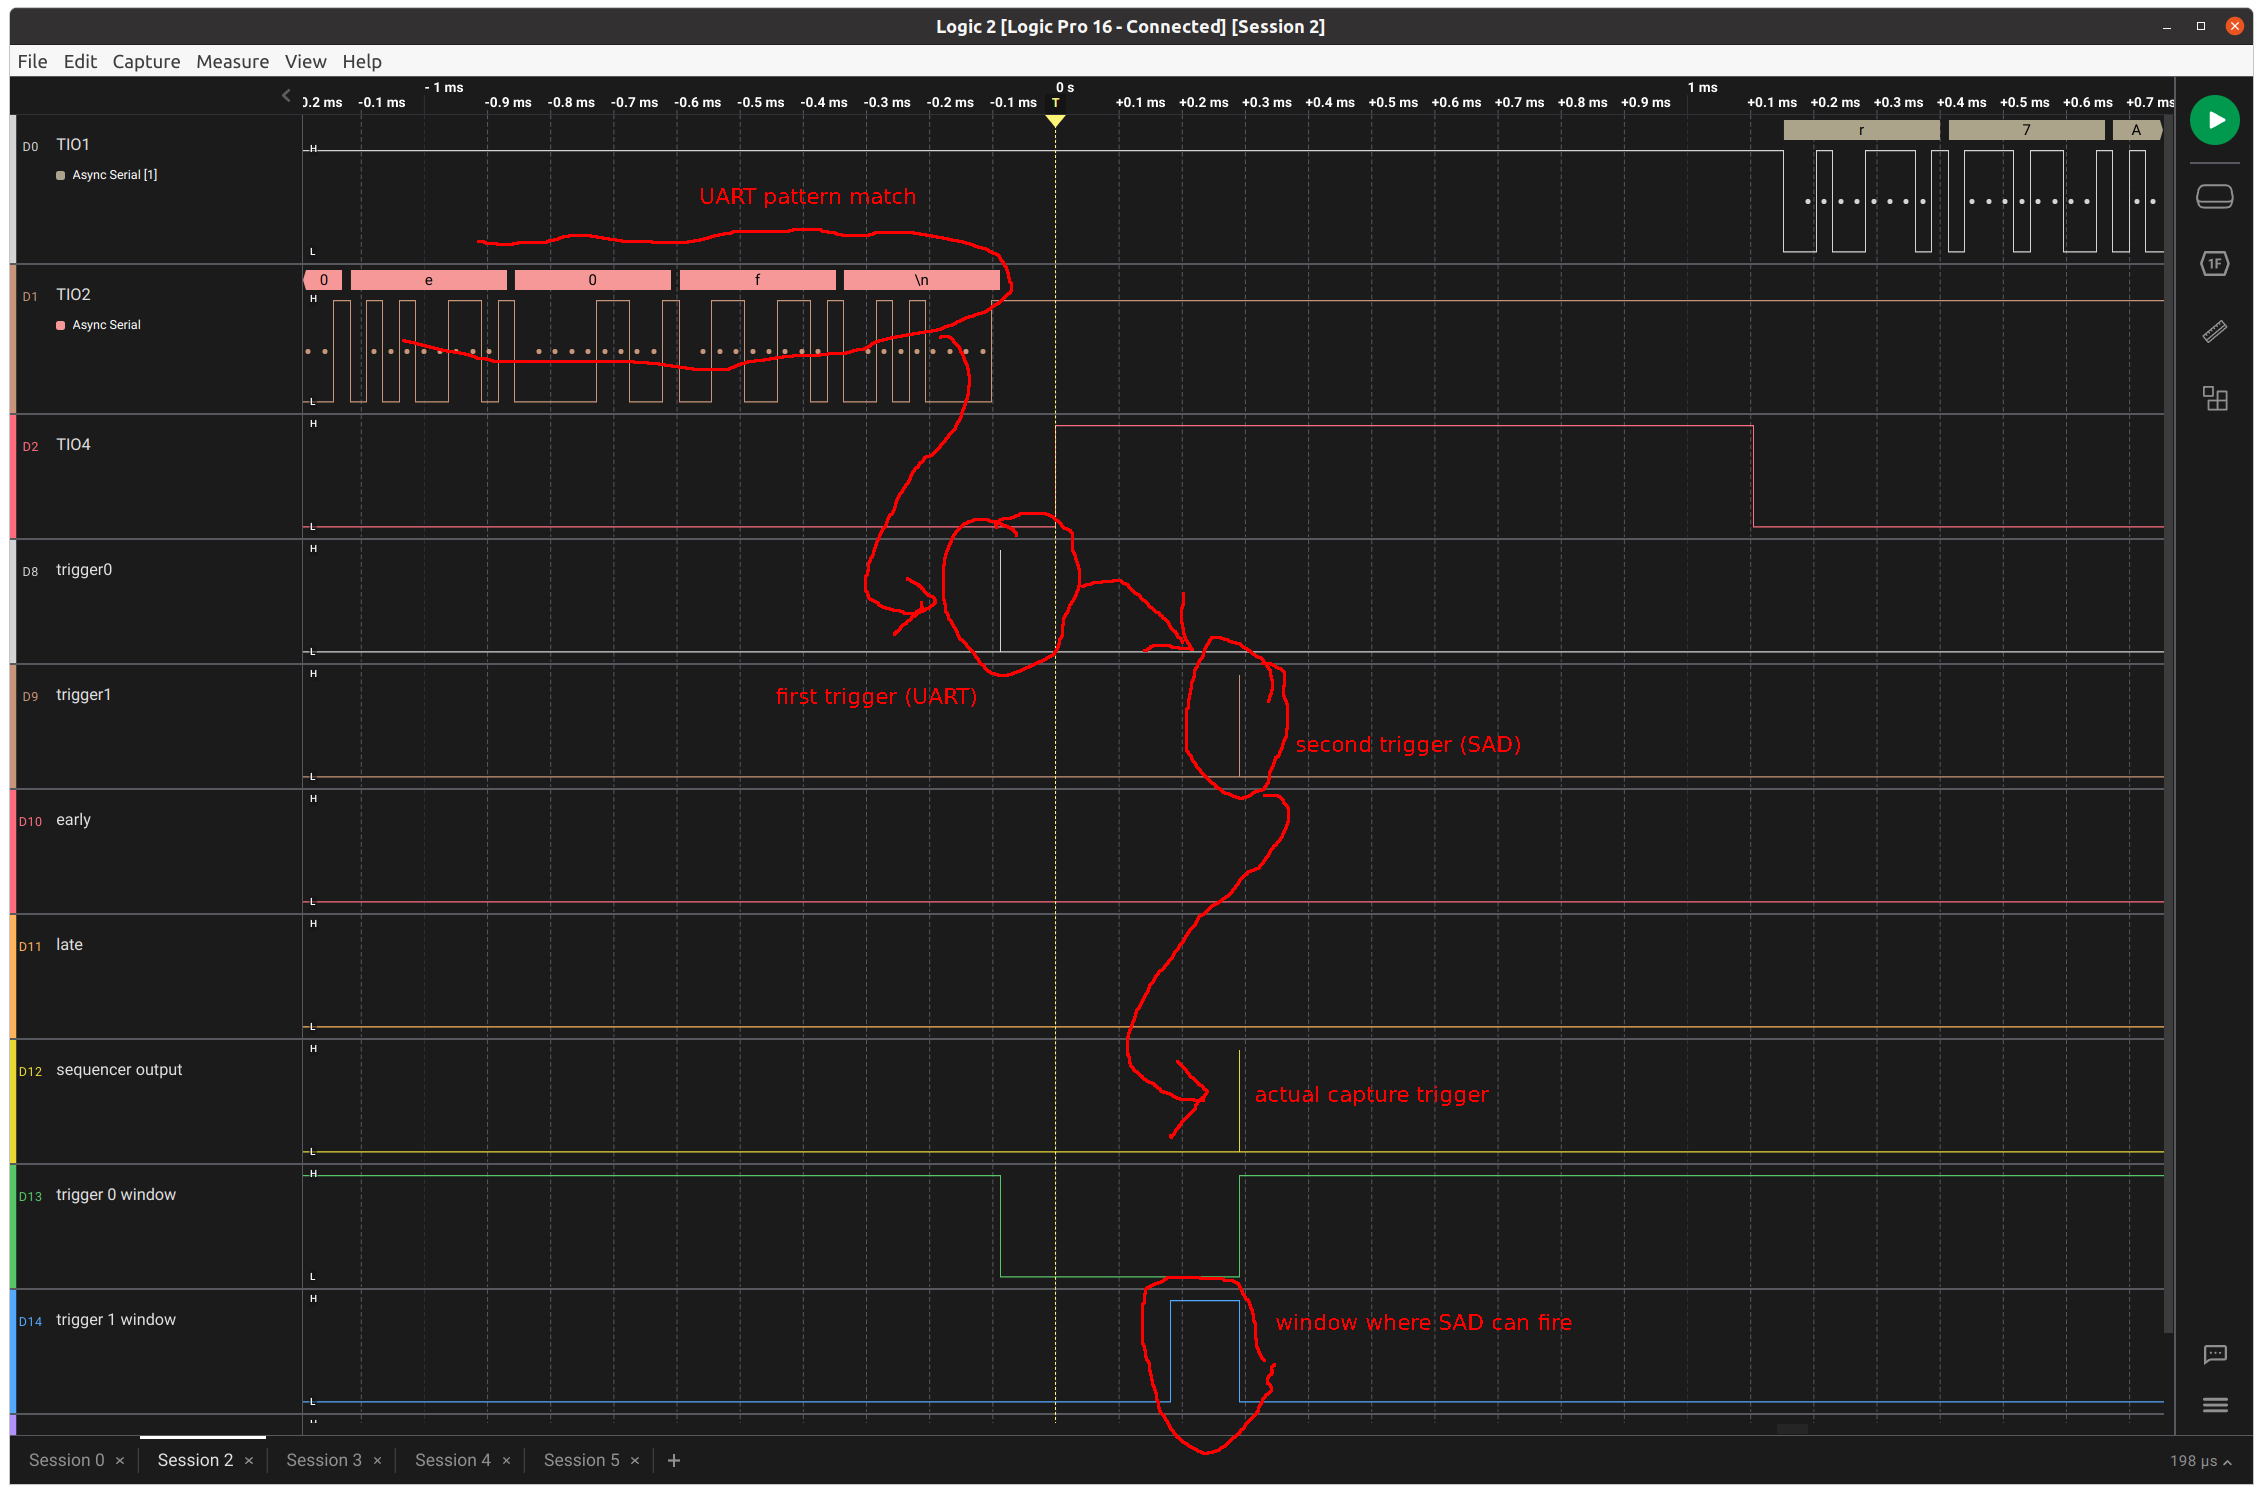 Logic 2 [Logic Pro 16 - Connected] [Session 2]
File Edit Capture Measure View Help
- 1 ms 0 s 1 ms
0.2 ms -0.1 ms -0.9 ms -0.8 ms -0.7 ms -0.6 ms -0.5 ms -0.4 ms -0.3 ms -0.2 ms -0.1 ms T +0.1 ms +0.2 ms +0.3 ms +0.4 ms +0.5 ms +0.6 ms +0.7 ms +0.8 ms +0.9 ms +0.1 ms +0.2 ms +0.3 ms +0.4 ms +0.5 ms +0.6 ms +0.7 ms
r 7 A
D0 TIO1 H
Async Serial [1]
UART pattern match
L
0 e 0 f \n
D1 TIO2 H
Async Serial
L
H
D2 TIO4
L
H
D8 trigger0
L
H
D9 trigger1
first trigger (UART)
second trigger (SAD)
L
H
D10 early
L
H
D11 late
L
H
D12 sequencer output
actual capture trigger
L
H
D13 trigger 0 window
L
H
D14 trigger 1 window
window where SAD can fire
L
H
1F
Session 0 × Session 2 × Session 3 × Session 4 × Session 5 × +
198 µs